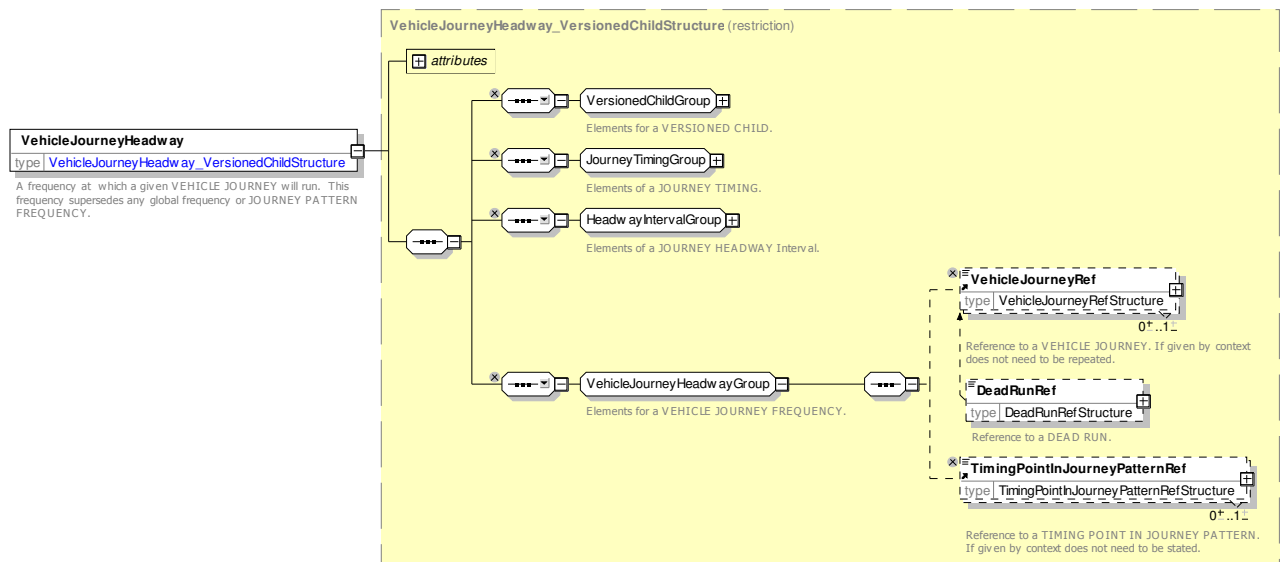 VehicleJourneyHeadway_VersionedChildStructure (restriction)
attributes
VersionedChildGroup
Elements for a VERSIONED CHILD.
VehicleJourneyHeadway
type VehicleJourneyHeadway_VersionedChildStructure
A frequency at which a given VEHICLE JOURNEY will run. This
frequency supersedes any global frequency or JOURNEY PATTERN
FREQUENCY.
JourneyTimingGroup
Elements of a JOURNEY TIMING.
HeadwayIntervalGroup
Elements of a JOURNEY HEADWAY Interval.
VehicleJourneyRef
type VehicleJourneyRefStructure
0..1
Reference to a VEHICLE JOURNEY. If given by context
does not need to be repeated.
VehicleJourneyHeadwayGroup
Elements for a VEHICLE JOURNEY FREQUENCY.
DeadRunRef
type DeadRunRefStructure
Reference to a DEAD RUN.
TimingPointInJourneyPatternRef
type TimingPointInJourneyPatternRefStructure
0..1
Reference to a TIMING POINT IN JOURNEY PATTERN.
If given by context does not need to be stated.